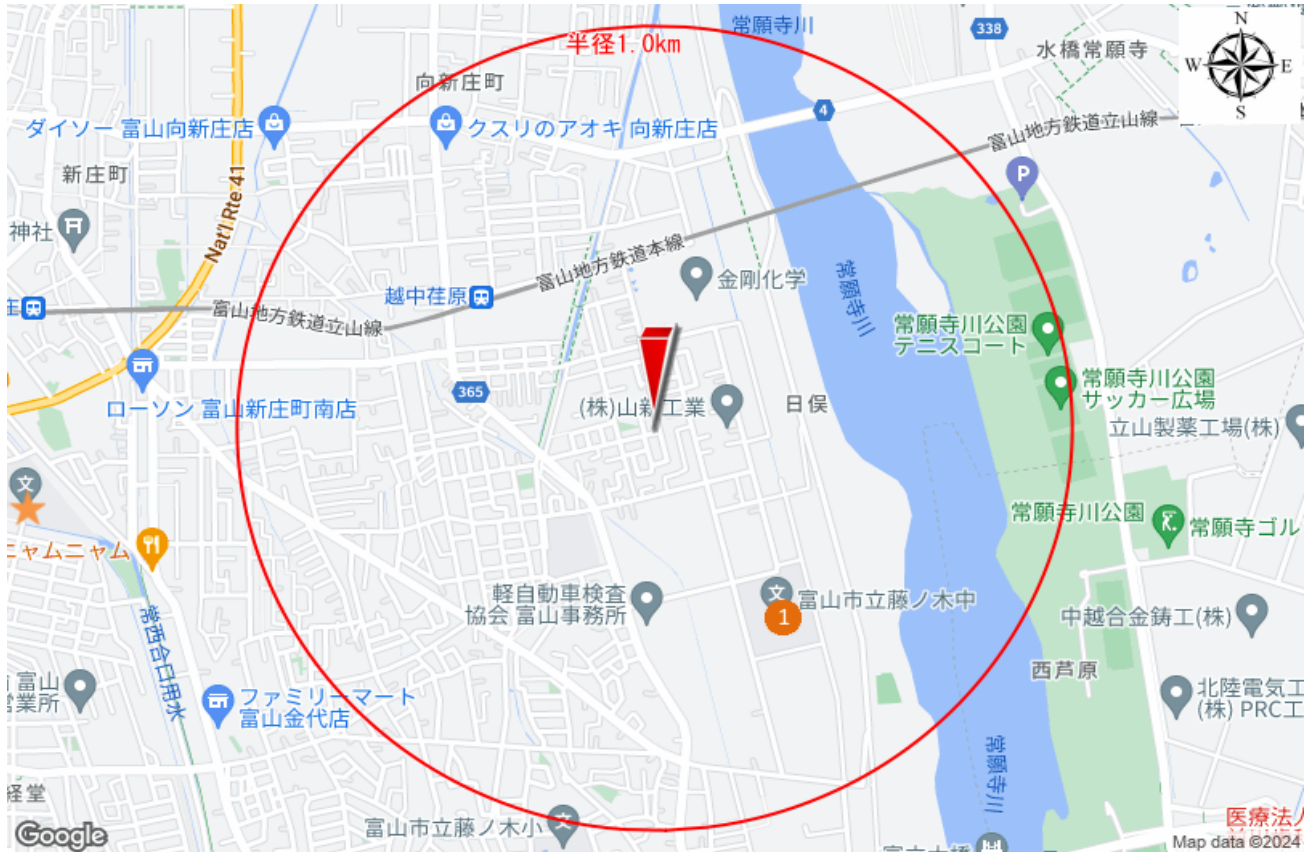 常願寺川
338
N
半径1.0km
水橋常願寺
W
E
S
向新庄町
4
ダイソー 富山向新庄店
クスリのアオキ 向新庄店
富山地方鉄道立山線
新庄町
P
神社
Nat'l Rte 41
富山地方鉄道本線
金剛化学
常願寺川
越中荏原
富山地方鉄道立山線
常願寺川公園
テニスコート
365
常願寺川公園
サッカー広場
ローソン 富山新庄町南店
(株)山新工業
日俣
立山製薬工場(株)
文
常願寺川公園
常願寺ゴル
ニャムニャム
軽自動車検査
協会 富山事務所
文
富山市立藤ノ木中
1
中越合金鋳工(株)
常西合口用水
西芦原
富山
営業所
ファミリーマート
富山金代店
北陸電気工
(株) PRC工
常願寺川
経堂
富山市立藤ノ木小
文
医療法人
Google
Map data ©2024